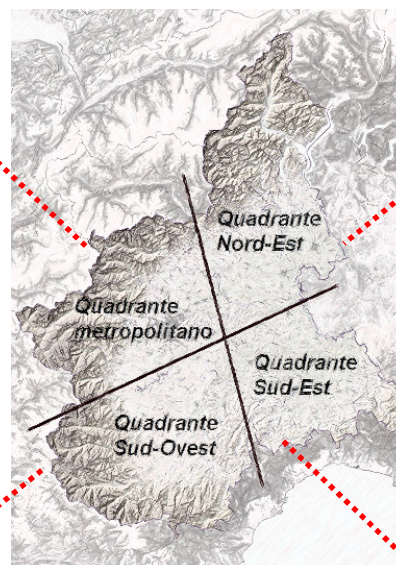 Quadrante
Nord-Est
Quadrante
metropolitano
Quadrante
Sud-Est
Quadrante
Sud-Ovest